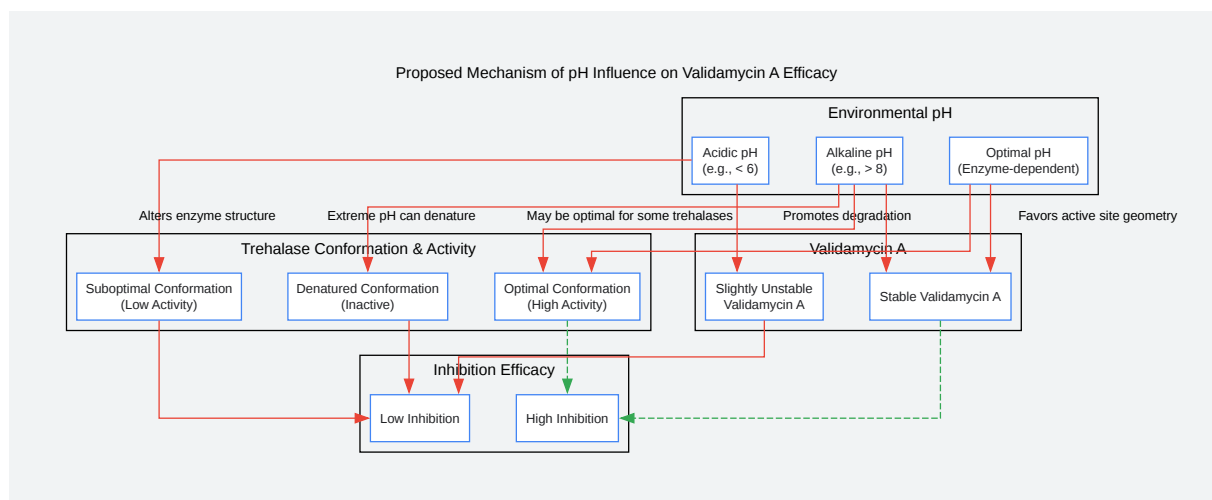 Proposed Mechanism of pH Influence on Validamycin A Efficacy
Environmental pH
Acidic pH
(e.g., < 6)
Alkaline pH
(e.g., > 8)
Optimal pH
(Enzyme-dependent)
Alters enzyme structure
Extreme pH can denature
May be optimal for some trehalases
Promotes degradation
Favors active site geometry
Trehalase Conformation & Activity
Validamycin A
Suboptimal Conformation
(Low Activity)
Denatured Conformation
(Inactive)
Optimal Conformation
(High Activity)
Slightly Unstable
Validamycin A
Stable Validamycin A
Inhibition Efficacy
Low Inhibition
High Inhibition